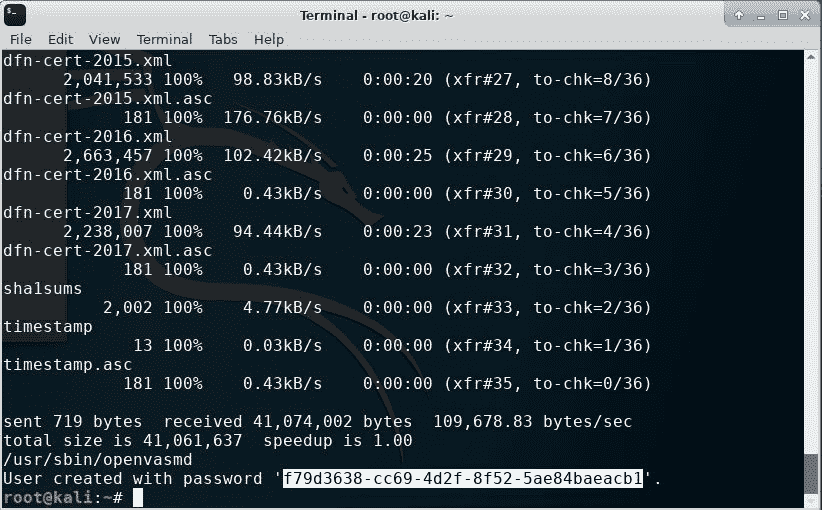 Terminal - root@kali: ~
File Edit View Terminal Tabs Help
dfn-cert-2015.xml
2,041,533 100% 98.83kB/s 0:00:20 (xfr#27, to-chk=8/36)
dfn-cert-2015.xml.asc
181 100% 176.76kB/s 0:00:00 (xfr#28, to-chk=7/36)
dfn-cert-2016.xml
2,663,457 100% 102.42kB/s 0:00:25 (xfr#29, to-chk=6/36)
dfn-cert-2016.xml.asc
181 100% 0.43kB/s 0:00:00 (xfr#30, to-chk=5/36)
dfn-cert-2017.xml
2,238,007 100% 94.44kB/s 0:00:23 (xfr#31, to-chk=4/36)
dfn-cert-2017.xml.asc
181 100% 0.43kB/s 0:00:00 (xfr#32, to-chk=3/36)
sha1sums
2,002 100% 4.77kB/s 0:00:00 (xfr#33, to-chk=2/36)
timestamp
13 100% 0.03kB/s 0:00:00 (xfr#34, to-chk=1/36)
timestamp.asc
181 100% 0.43kB/s 0:00:00 (xfr#35, to-chk=0/36)
sent 719 bytes received 41,074,002 bytes 109,678.83 bytes/sec
total size is 41,061,637 speedup is 1.00
/usr/sbin/openvasmd
User created with password 'f79d3638-cc69-4d2f-8f52-5ae84baeacb1'.
root@kali:~#